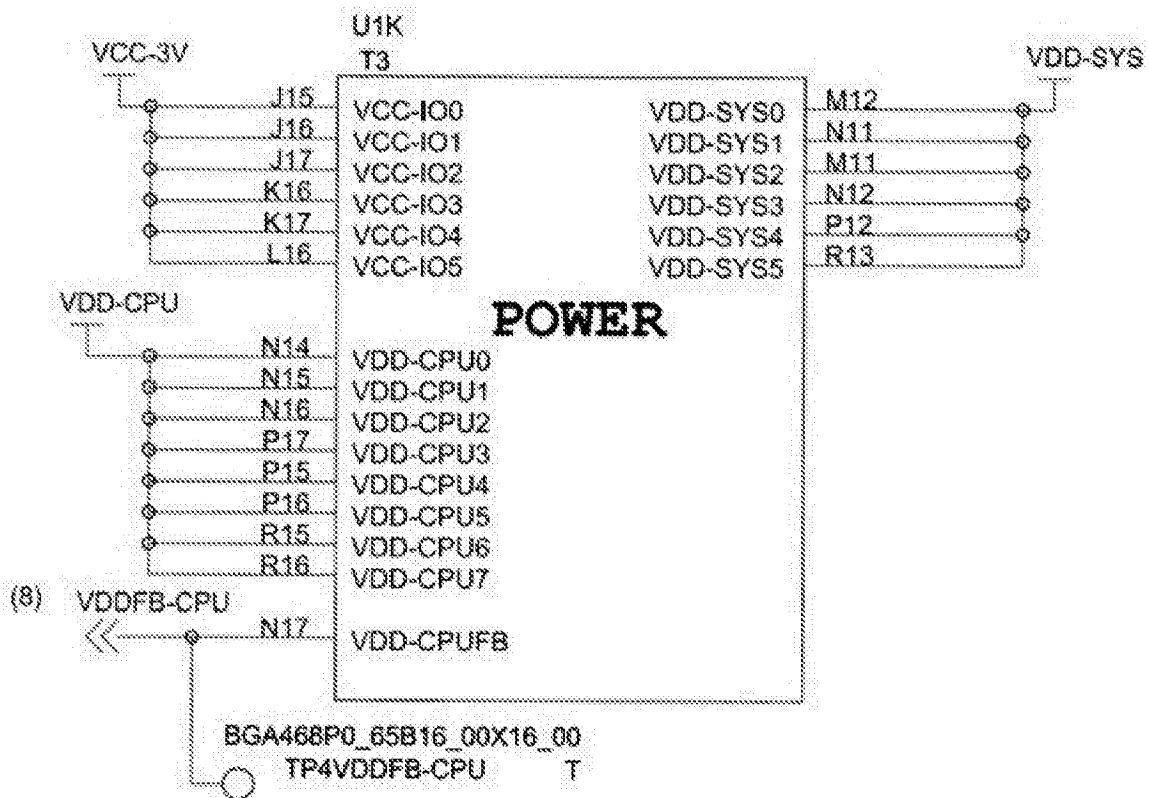 U1K
T3
VCC-3V
VDD-SYS
J15 VCC-IO0 VDD-SYS0 M12
J16 VCC-IO1 VDD-SYS1 N11
J17 VCC-IO2 VDD-SYS2 M11
K16 VCC-IO3 VDD-SYS3 N12
K17 VCC-IO4 VDD-SYS4 P12
L16 VCC-IO5 VDD-SYS5 R13
POWER
VDD-CPU
N14 VDD-CPU0
N15 VDD-CPU1
N16 VDD-CPU2
P17 VDD-CPU3
P15 VDD-CPU4
P16 VDD-CPU5
R15 VDD-CPU6
R16 VDD-CPU7
(8) VDDFB-CPU
N17 VDD-CPUFB
BGA468P0_65B16_00X16_00
TP4VDDFB-CPU T